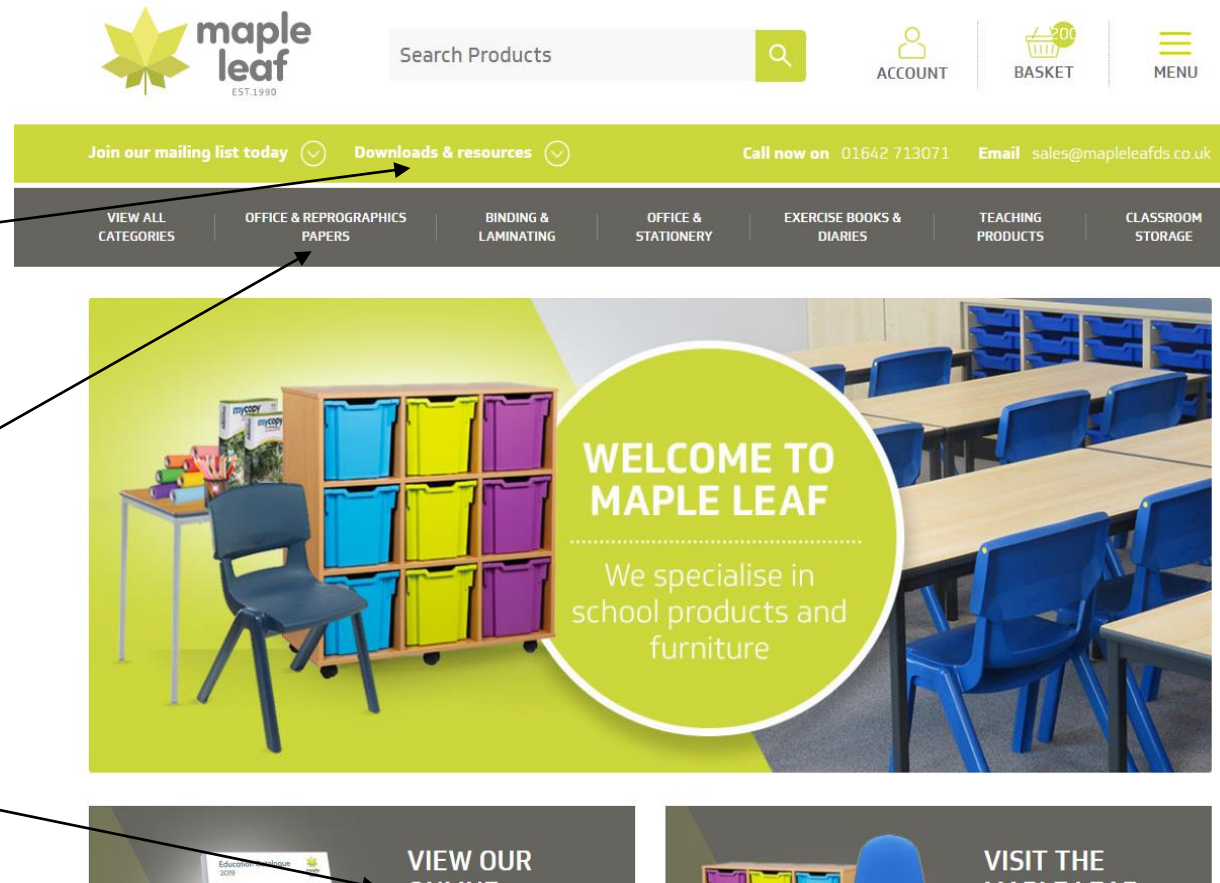 maple
leaf
EST.1990
Search Products
ACCOUNT
200
BASKET
MENU
Join our mailing list today
Downloads & resources
Call now on 01642 713071 Email sales@mapleleafds.co.uk
VIEW ALL
CATEGORIES
OFFICE & REPROGRAPHICS
PAPERS
BINDING &
LAMINATING
OFFICE &
STATIONERY
EXERCISE BOOKS &
DIARIES
TEACHING
PRODUCTS
CLASSROOM
STORAGE
mycopy
mycopy
WELCOME TO
MAPLE LEAF
We specialise in
school products and
furniture
Education Catalogue
2019
VIEW OUR
VISIT THE
MAPLE LEAF